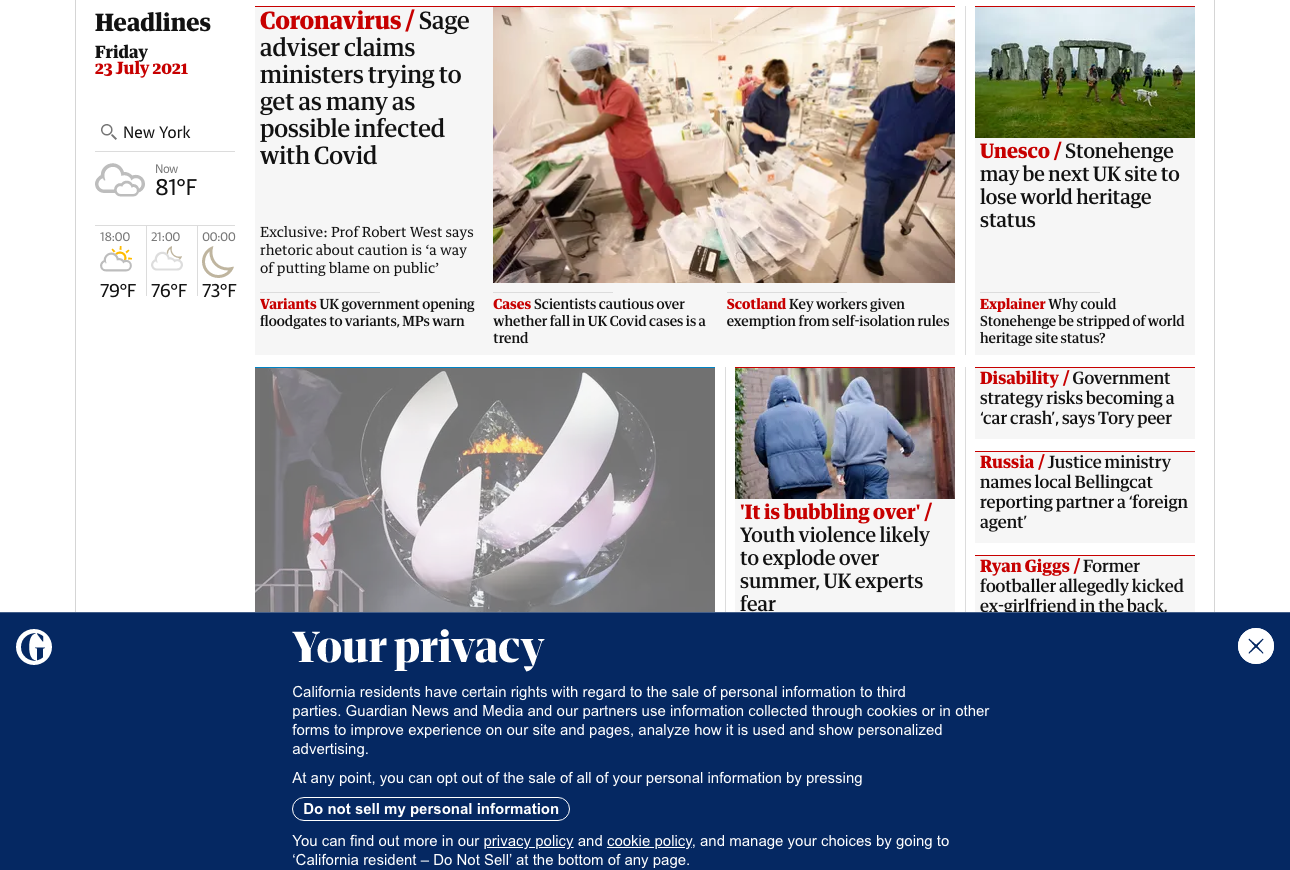 Headlines
Friday
23 July 2021
New York
Now
81°F
18:00
21:00
00:00
79°F
76°F
73°F
Coronavirus / Sage
adviser claims
ministers trying to
get as many as
possible infected
with Covid
Exclusive: Prof Robert West says
rhetoric about caution is ‘a way
of putting blame on public’
Variants UK government opening
floodgates to variants, MPs warn
Cases Scientists cautious over
whether fall in UK Covid cases is a
trend
Scotland Key workers given
exemption from self-isolation rules
Unesco / Stonehenge
may be next UK site to
lose world heritage
status
Explainer Why could
Stonehenge be stripped of world
heritage site status?
'It is bubbling over' /
Youth violence likely
to explode over
summer, UK experts
fear
Disability / Government
strategy risks becoming a
‘car crash’, says Tory peer
Russia / Justice ministry
names local Bellingcat
reporting partner a ‘foreign
agent’
Ryan Giggs / Former
footballer allegedly kicked
ex-girlfriend in the back,
G
Your privacy
California residents have certain rights with regard to the sale of personal information to third
parties. Guardian News and Media and our partners use information collected through cookies or in other
forms to improve experience on our site and pages, analyze how it is used and show personalized
advertising.
At any point, you can opt out of the sale of all of your personal information by pressing
Do not sell my personal information
You can find out more in our privacy policy and cookie policy, and manage your choices by going to
‘California resident – Do Not Sell’ at the bottom of any page.